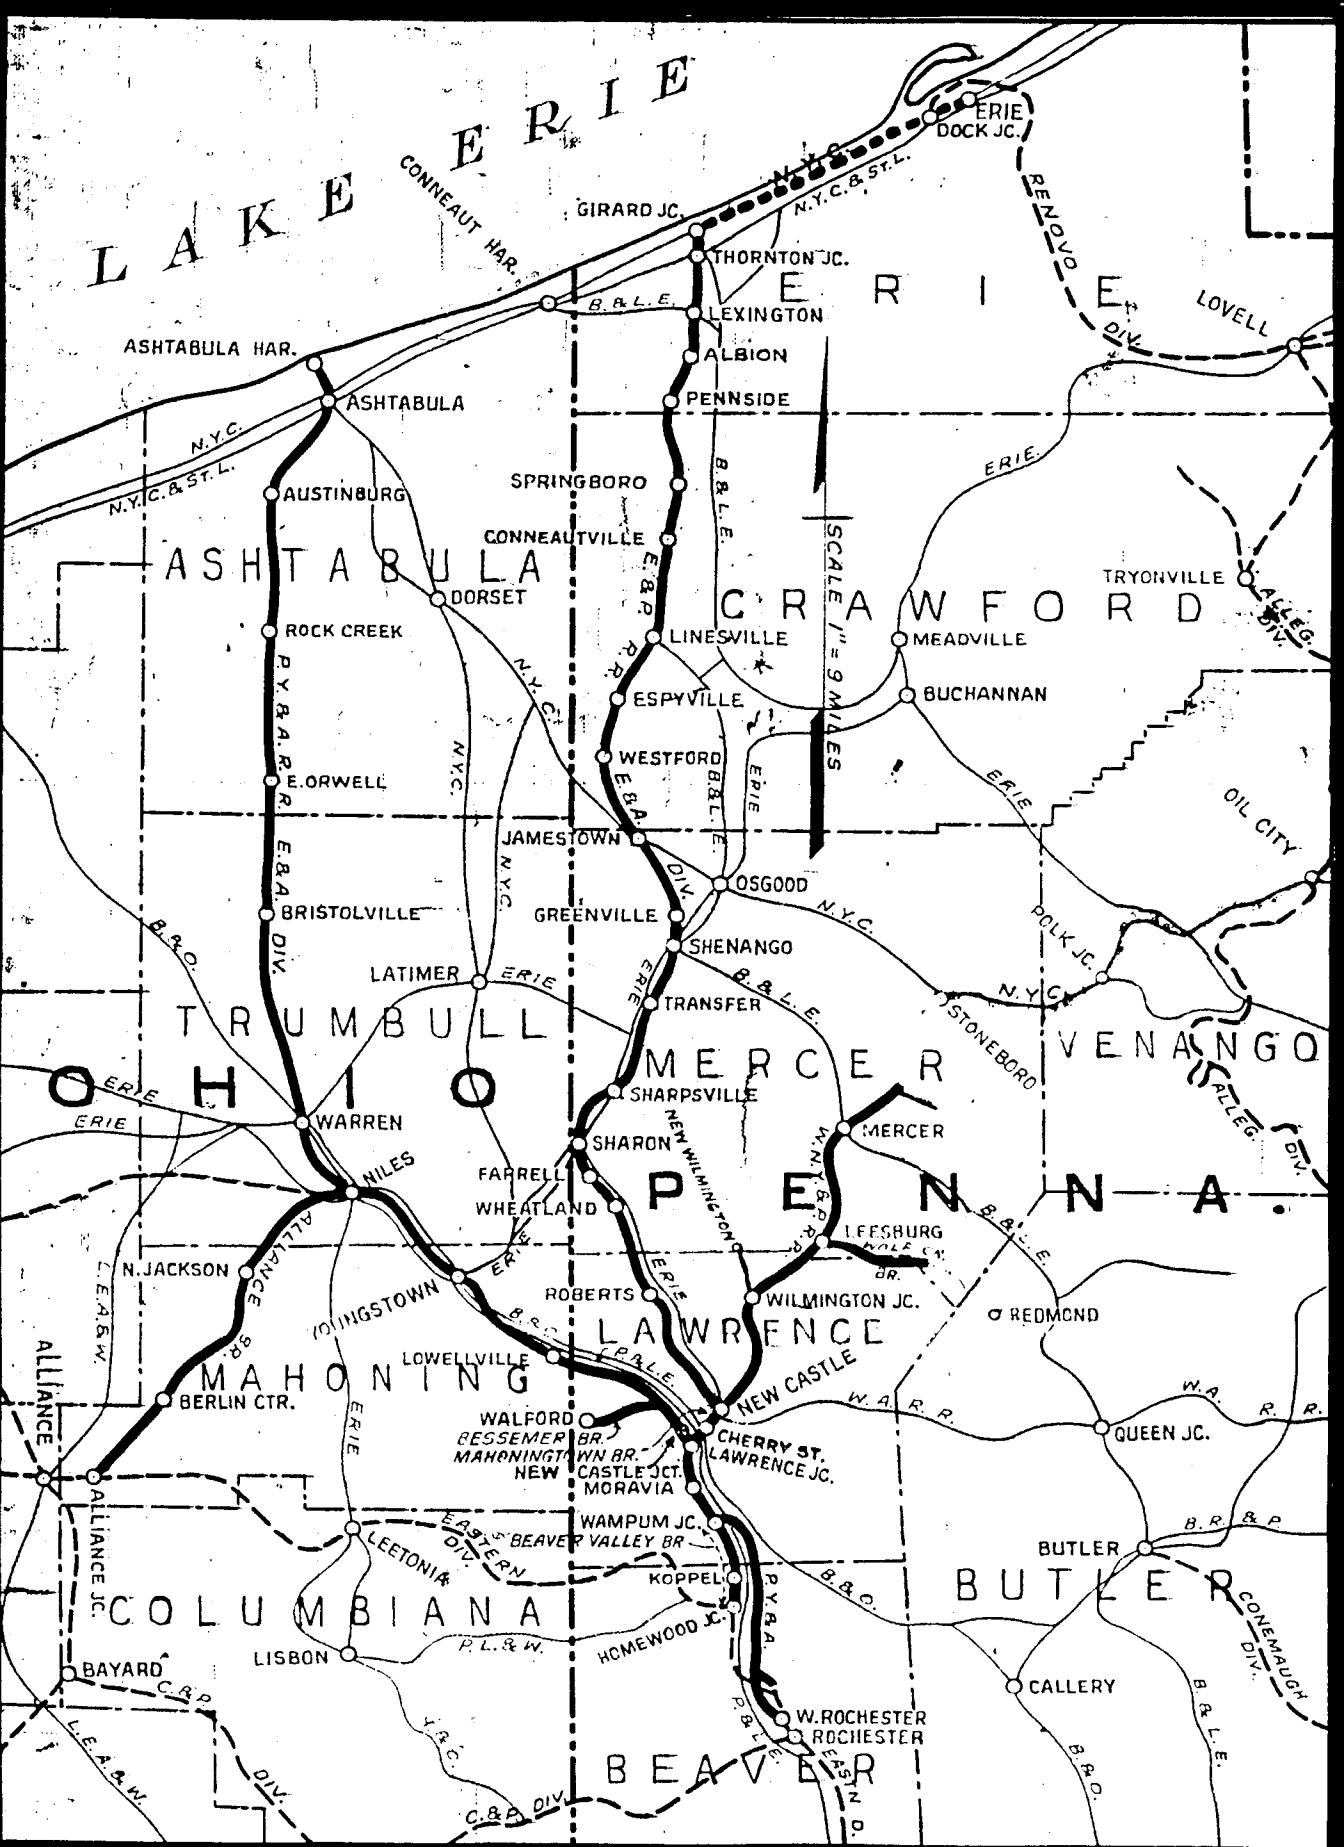 LAKE ERIE
CONNEAUT HAR.
ERIE
DOCK JC.
N.Y.C.
N.Y.C. & ST. L.
GIRARD JC.
THORNTON JC.
RENOVO
DIV.
ERIE
LOVELL
B. & L. E.
LEXINGTON
ASHTABULA HAR.
ALBION
ASHTABULA
PENNSIDE
N.Y.C.
N.Y.C. & ST. L.
ERIE
AUSTINBURG
SPRINGBORO
B. & L. E.
CONNEAUTVILLE
SCALE 1" = 9 MILES
ASHTABULA
E. & P. R. R.
TRYONVILLE
ALLEG. DIV.
DORSET
CRAWFORD
ROCK CREEK
LINESVILLE
MEADVILLE
P. Y. & A. R. R.
N.Y.C.
ESPYVILLE
BUCHANNAN
N.Y.C.
WESTFORD
B. & L. E.
ERIE
ERIE
E. ORWELL
E. & A.
DIV.
OIL CITY
JAMESTOWN
E. & A.
DIV.
N.Y.C.
OSGOOD
BRISTOLVILLE
GREENVILLE
N.Y.C.
POLK JC.
B. & O.
SHENANGO
LATIMER
ERIE
ERIE
B. & L. E.
N.Y.C.
TRANSFER
STONEBORO
TRUMBULL
MERCER
VENANGO
OHIO
ERIE
ERIE
SHARPSVILLE
ALLEG.
DIV.
WARREN
SHARON
NEW WILMINGTON
MERCER
NILES
FARRELL
W. N. Y. & P. R. R.
PENNA.
WHEATLAND
LEESBURG
WOLF CK.
BR.
B. & L. E.
ALLIANCE BR.
N. JACKSON
ERIE
ERIE
L. E. A. & W.
YOUNGSTOWN
ROBERTS
WILMINGTON JC.
REDMOND
B. & O.
LAWRENCE
ALLIANCE
LOWELLVILLE
P. & L. E.
NEW CASTLE
MAHONING
BERLIN CTR.
W. A. R. R.
W. A. R. R.
ERIE
WALFORD
BESSEMER BR.
MAHONINGTOWN BR.
NEW CASTLE JCT.
CHERRY ST.
LAWRENCE JC.
QUEEN JC.
MORAVIA
ALLIANCE JC.
WAMPUM JC.
EASTERN
DIV.
BEAVER VALLEY BR
B. R. & P.
LEETONIA
BUTLER
KOPPEL
P. Y. & A.
B. & O.
BUTLER
COLUMBIANA
HOMEWOOD JC.
CONEMAUGH
DIV.
LISBON
P. L. & W.
BAYARD
C. & P.
DIV.
CALLERY
P. & L. E.
W. ROCHESTER
ROCHESTER
B. & L. E.
L. E. A. & W.
Y. & O.
BEAVER
EAST'N D.
B. & O.
C. & P. DIV.